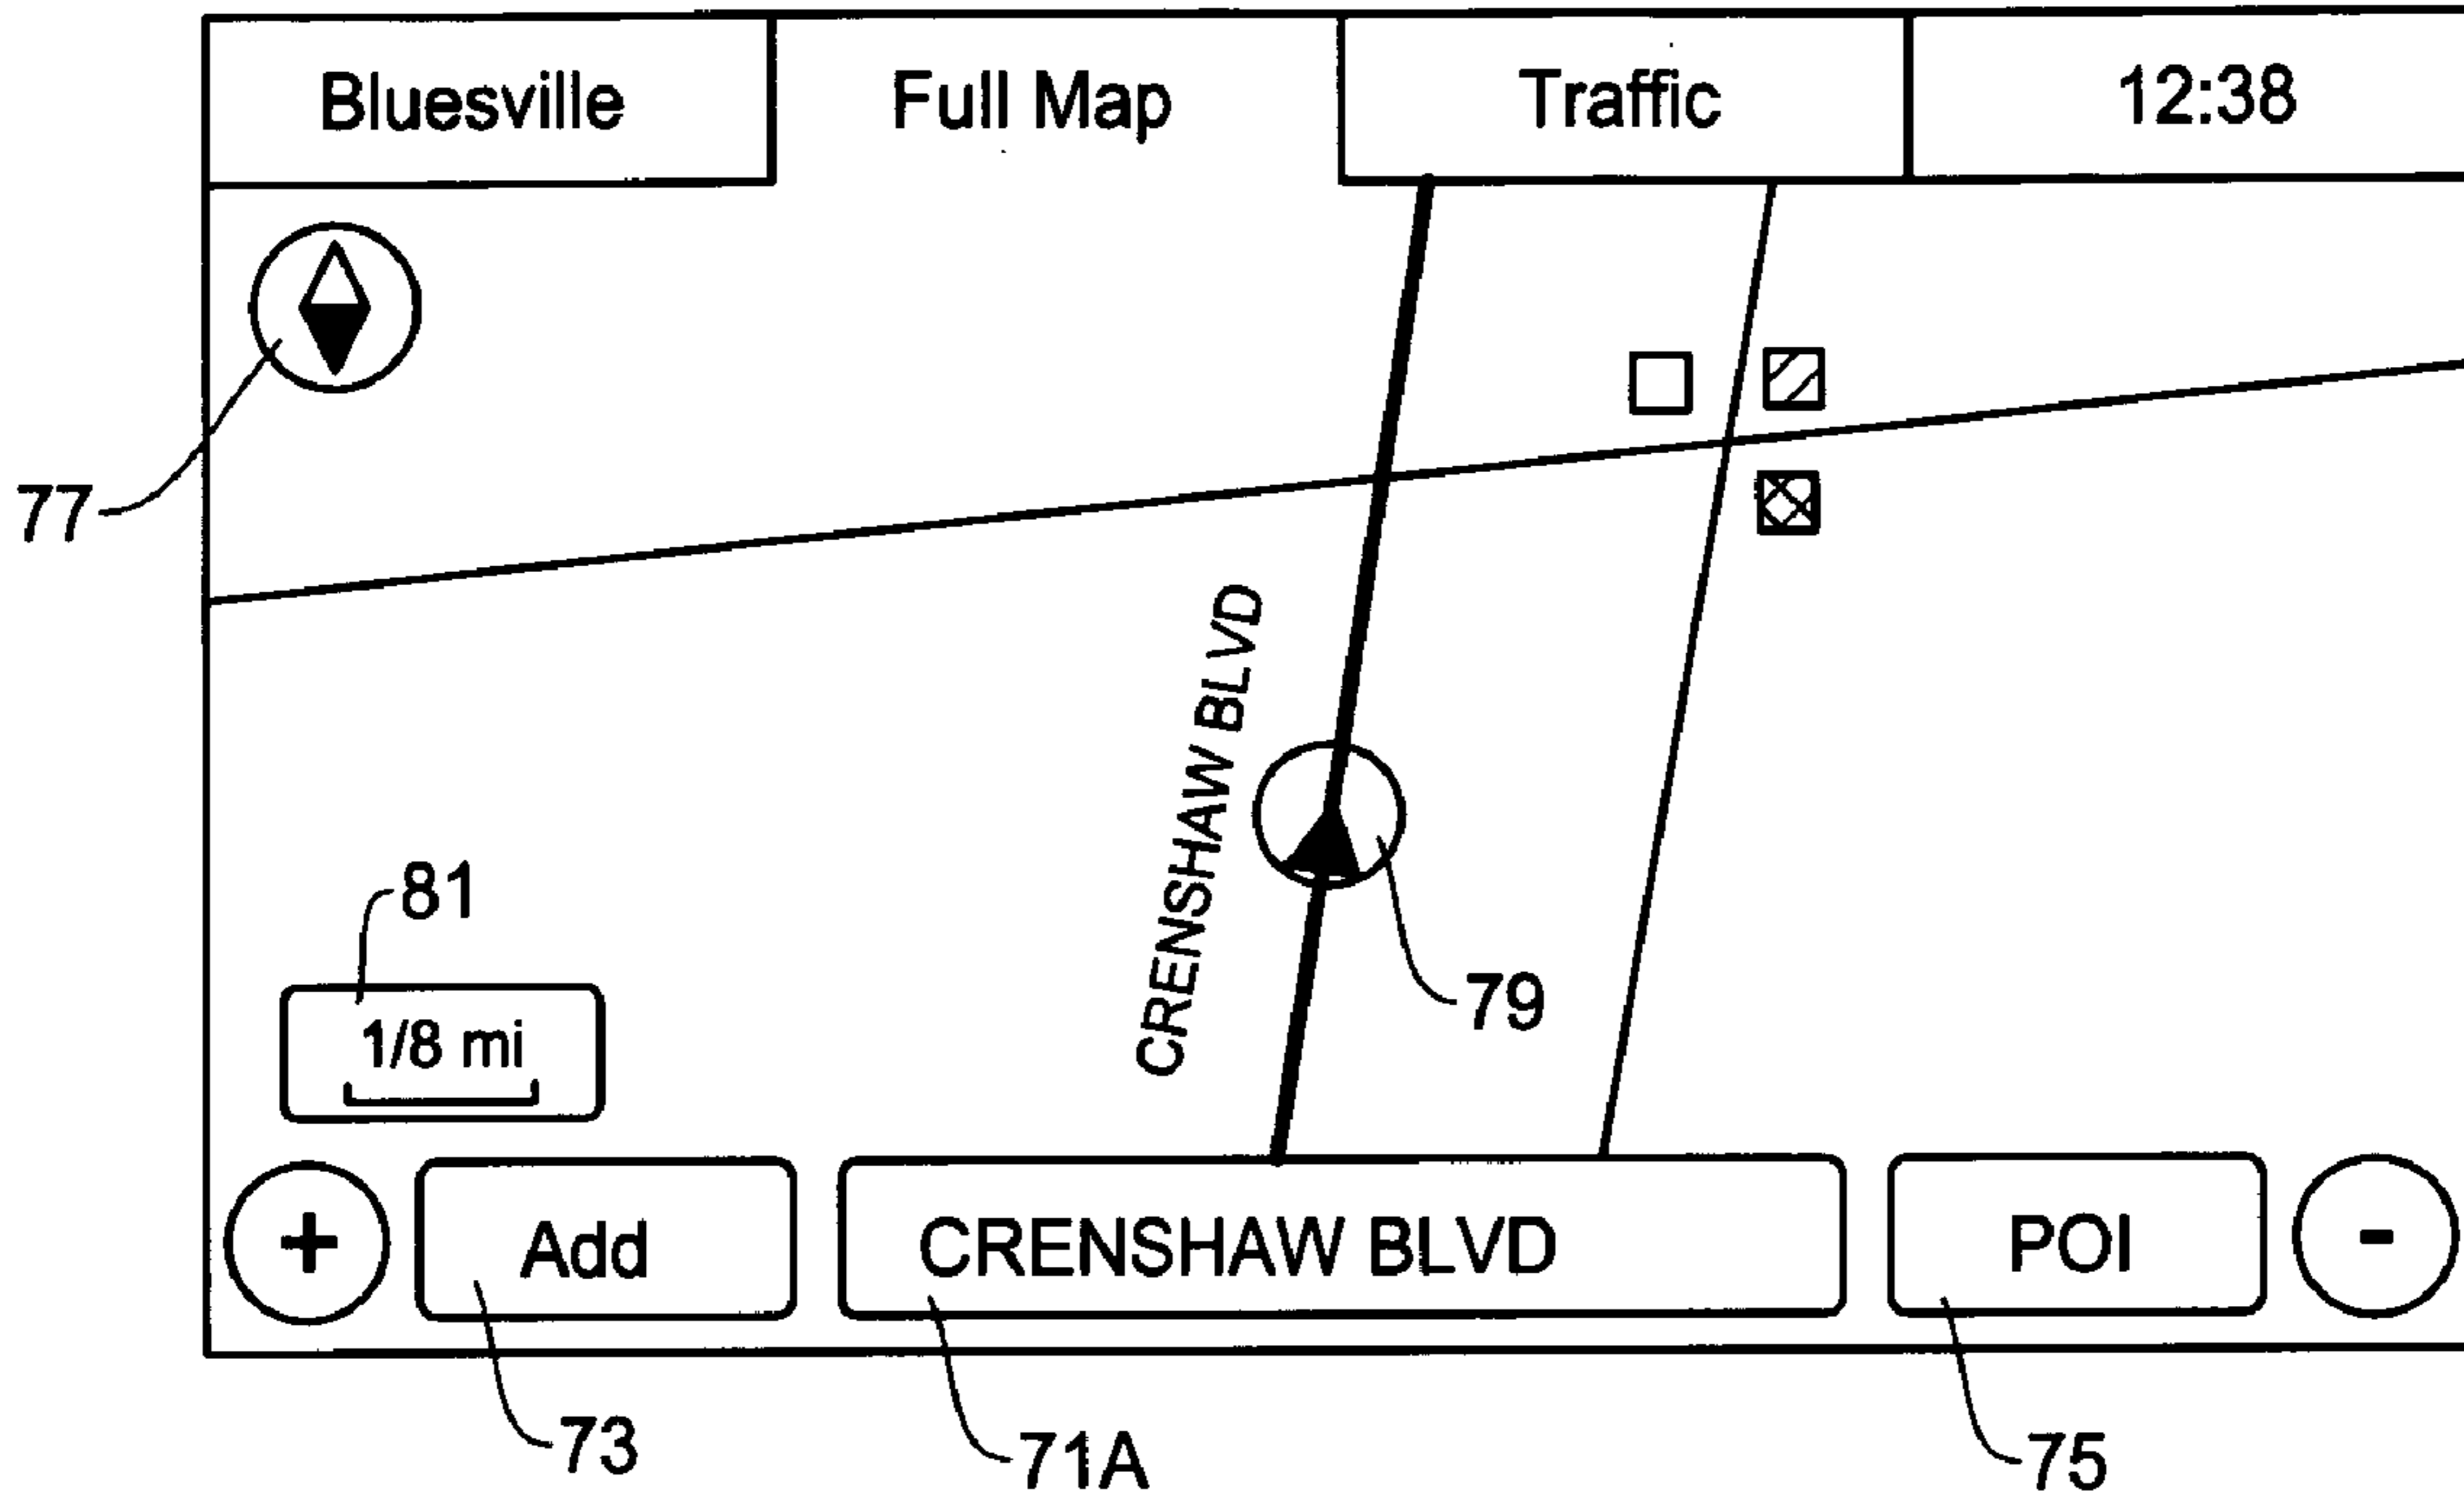 Bluesville
Full Map
Traffic
12:38
77
CRENSHAW BLVD
81
79
1/8 mi
+
Add
CRENSHAW BLVD
POI
-
73
71A
75